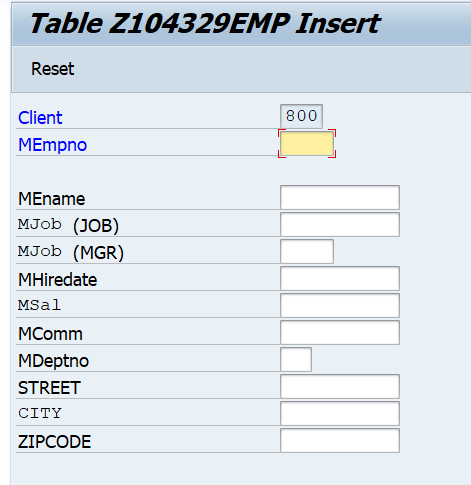 Table Z104329EMP Insert
Reset
Client 800
MEmpno
MEname
MJob (JOB)
MJob (MGR)
MHiredate
MSal
MComm
MDeptno
STREET
CITY
ZIPCODE